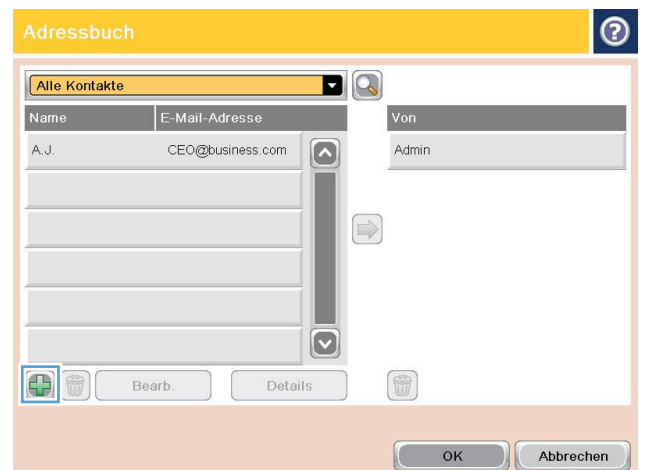 Adressbuch ?
Alle Kontakte
Name E-Mail-Adresse Von
A.J. CEO@business.com Admin
Bearb. Details
OK Abbrechen